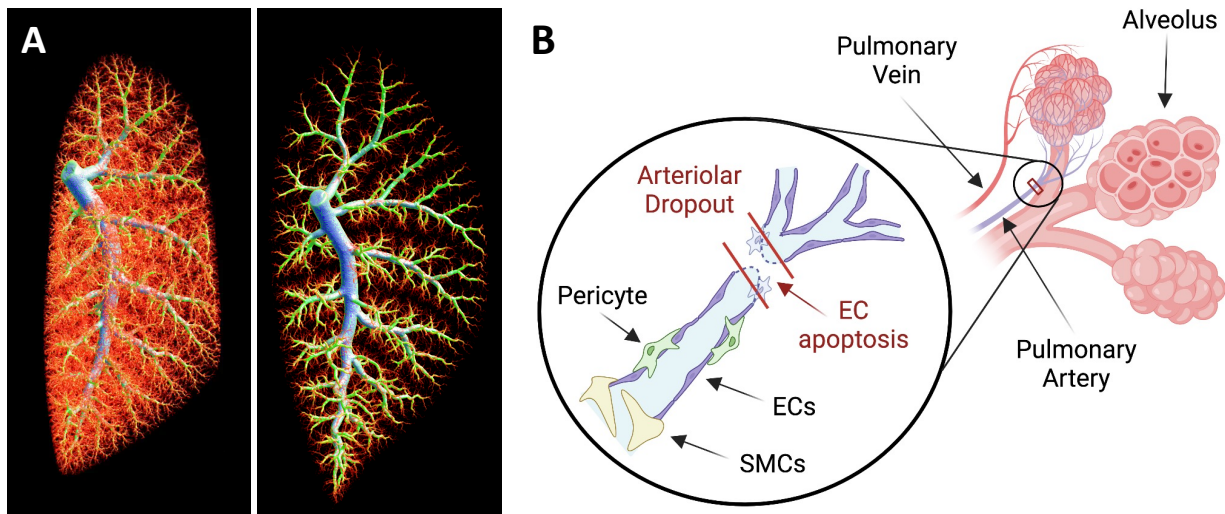 A
B
Pulmonary
Vein
Alveolus
Arteriolar
Dropout
Pericyte
EC
apoptosis
ECs
SMCs
Pulmonary
Artery